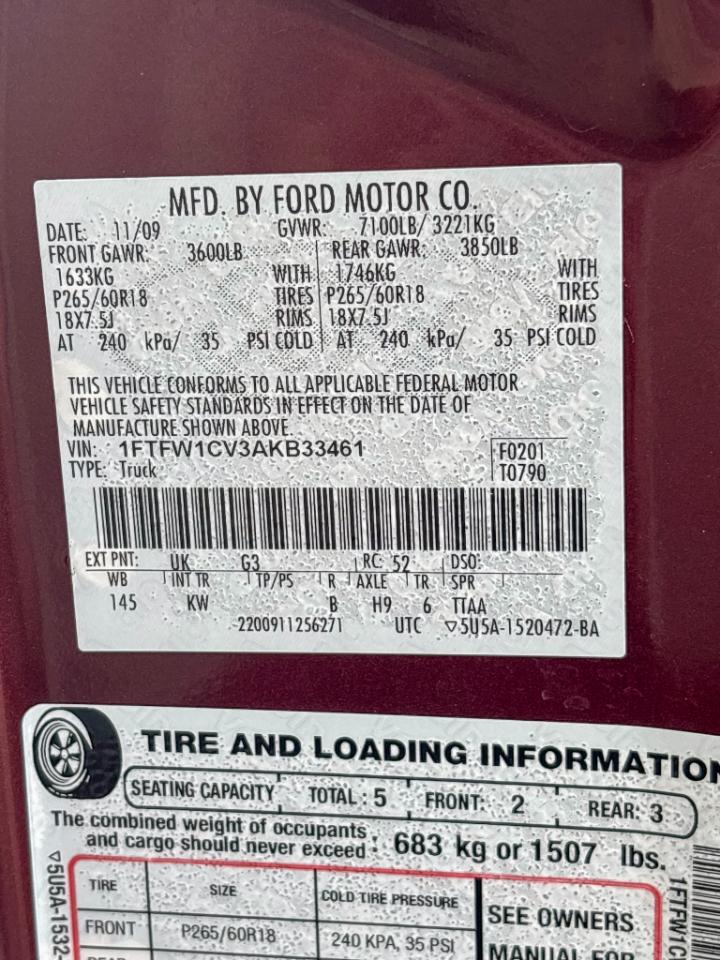 MFD. BY FORD MOTOR CO.
DATE: 11/09 GVWR: 7100LB/ 3221KG
FRONT GAWR: 3600LB REAR GAWR: 3850LB
1633KG WITH 1746KG WITH
P265/60R18 TIRES P265/60R18 TIRES
18X7.5J RIMS 18X7.5J RIMS
AT 240 kPa/ 35 PSI COLD AT 240 kPa/ 35 PSI COLD
THIS VEHICLE CONFORMS TO ALL APPLICABLE FEDERAL MOTOR
VEHICLE SAFETY STANDARDS IN EFFECT ON THE DATE OF
MANUFACTURE SHOWN ABOVE.
VIN: 1FTFW1CV3AKB33461 F0201
TYPE: Truck T0790
EXT PNT: UK G3 RC: 52 DSO:
WB INT TR TP/PS R AXLE TR SPR
145 KW B H9 6 TTAA
2200911256271 UTC ▽5U5A-1520472-BA
TIRE AND LOADING INFORMATION
SEATING CAPACITY TOTAL : 5 FRONT: 2 REAR: 3
The combined weight of occupants
and cargo should never exceed : 683 kg or 1507 lbs.
TIRE SIZE COLD TIRE PRESSURE SEE OWNERS
FRONT P265/60R18 240 KPA, 35 PSI MANUAL FOR
▽5U5A-1532-
1FTFW1C